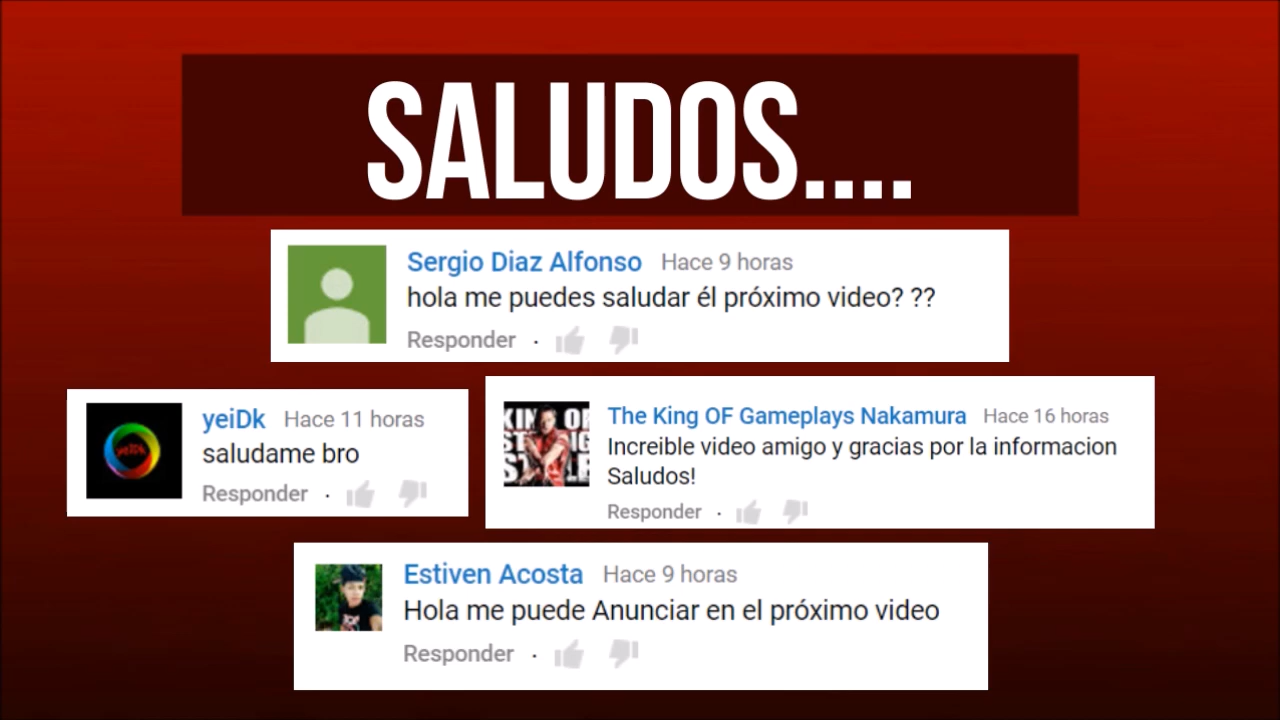 SALUDOS....
Sergio Diaz Alfonso Hace 9 horas
hola me puedes saludar él próximo video? ??
Responder ·
yeiDk Hace 11 horas
saludame bro
Responder ·
yeiDk
The King OF Gameplays Nakamura Hace 16 horas
Increible video amigo y gracias por la informacion
Saludos!
Responder ·
Estiven Acosta Hace 9 horas
Hola me puede Anunciar en el próximo video
Responder ·